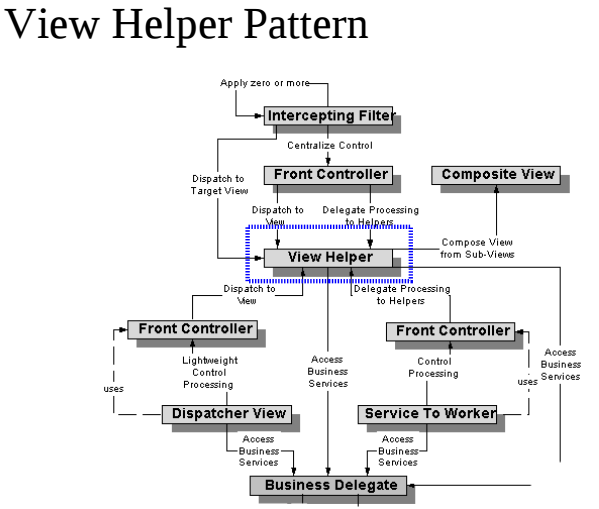 View Helper Pattern
Apply zero or more
Intercepting Filter
Centralize Control
Front Controller
Composite View
Dispatch to
Target View
Dispatch to
View
Delegate Processing
to Helpers
View Helper
Compose View
from Sub-Views
Dispatch to
View
Delegate Processing
to Helpers
Front Controller
Front Controller
Lightweight
Control
Processing
Access
Business
Services
Control
Processing
Access
Business
Services
uses
uses
Dispatcher View
Service To Worker
Access
Business
Services
Access
Business
Services
Business Delegate